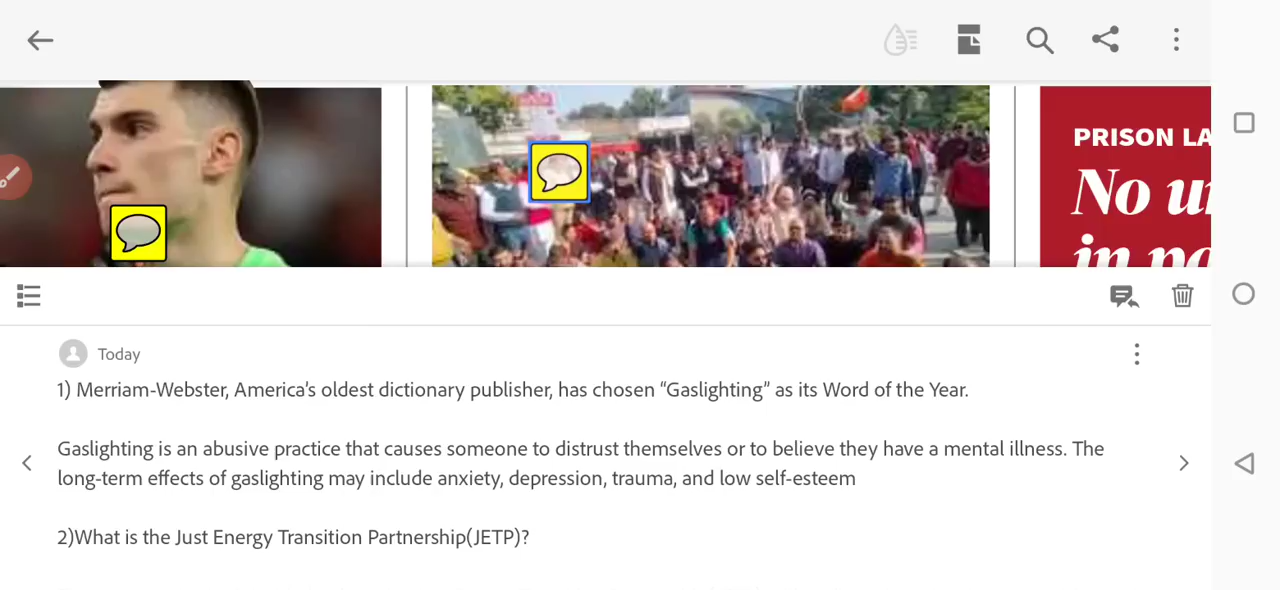 PRISON LA
No u
in
Today
1) Merriam-Webster, America’s oldest dictionary publisher, has chosen “Gaslighting” as its Word of the Year.
Gaslighting is an abusive practice that causes someone to distrust themselves or to believe they have a mental illness. The
long-term effects of gaslighting may include anxiety, depression, trauma, and low self-esteem
2)What is the Just Energy Transition Partnership(JETP)?